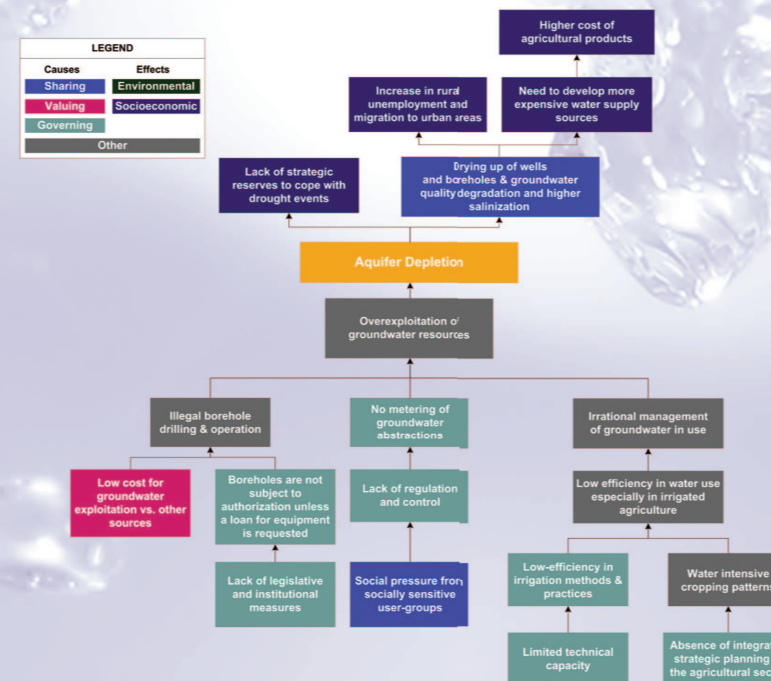 Higher cost of
agricultural products
LEGEND
Causes
Effects
Sharing
Environmental
Valuing
Socioeconomic
Governing
Other
Increase in rural
unemployment and
migration to urban areas
Need to develop more
expensive water supply
sources
Lack of strategic
reserves to cope with
drought events
Drying up of wells
and boreholes & groundwater
quality degradation and higher
salinization
Aquifer Depletion
Overexploitation of
groundwater resources
Illegal borehole
drilling & operation
No metering of
groundwater
abstractions
Irrational management
of groundwater in use
Low cost for
groundwater
exploitation vs. other
sources
Boreholes are not
subject to
authorization unless
a loan for equipment
is requested
Lack of regulation
and control
Low efficiency in water use
especially in irrigated
agriculture
Lack of legislative
and institutional
measures
Social pressure from
socially sensitive
user-groups
Low-efficiency in
irrigation methods &
practices
Water intensive
cropping patterns
Limited technical
capacity
Absence of integrat
strategic planning
the agricultural sec